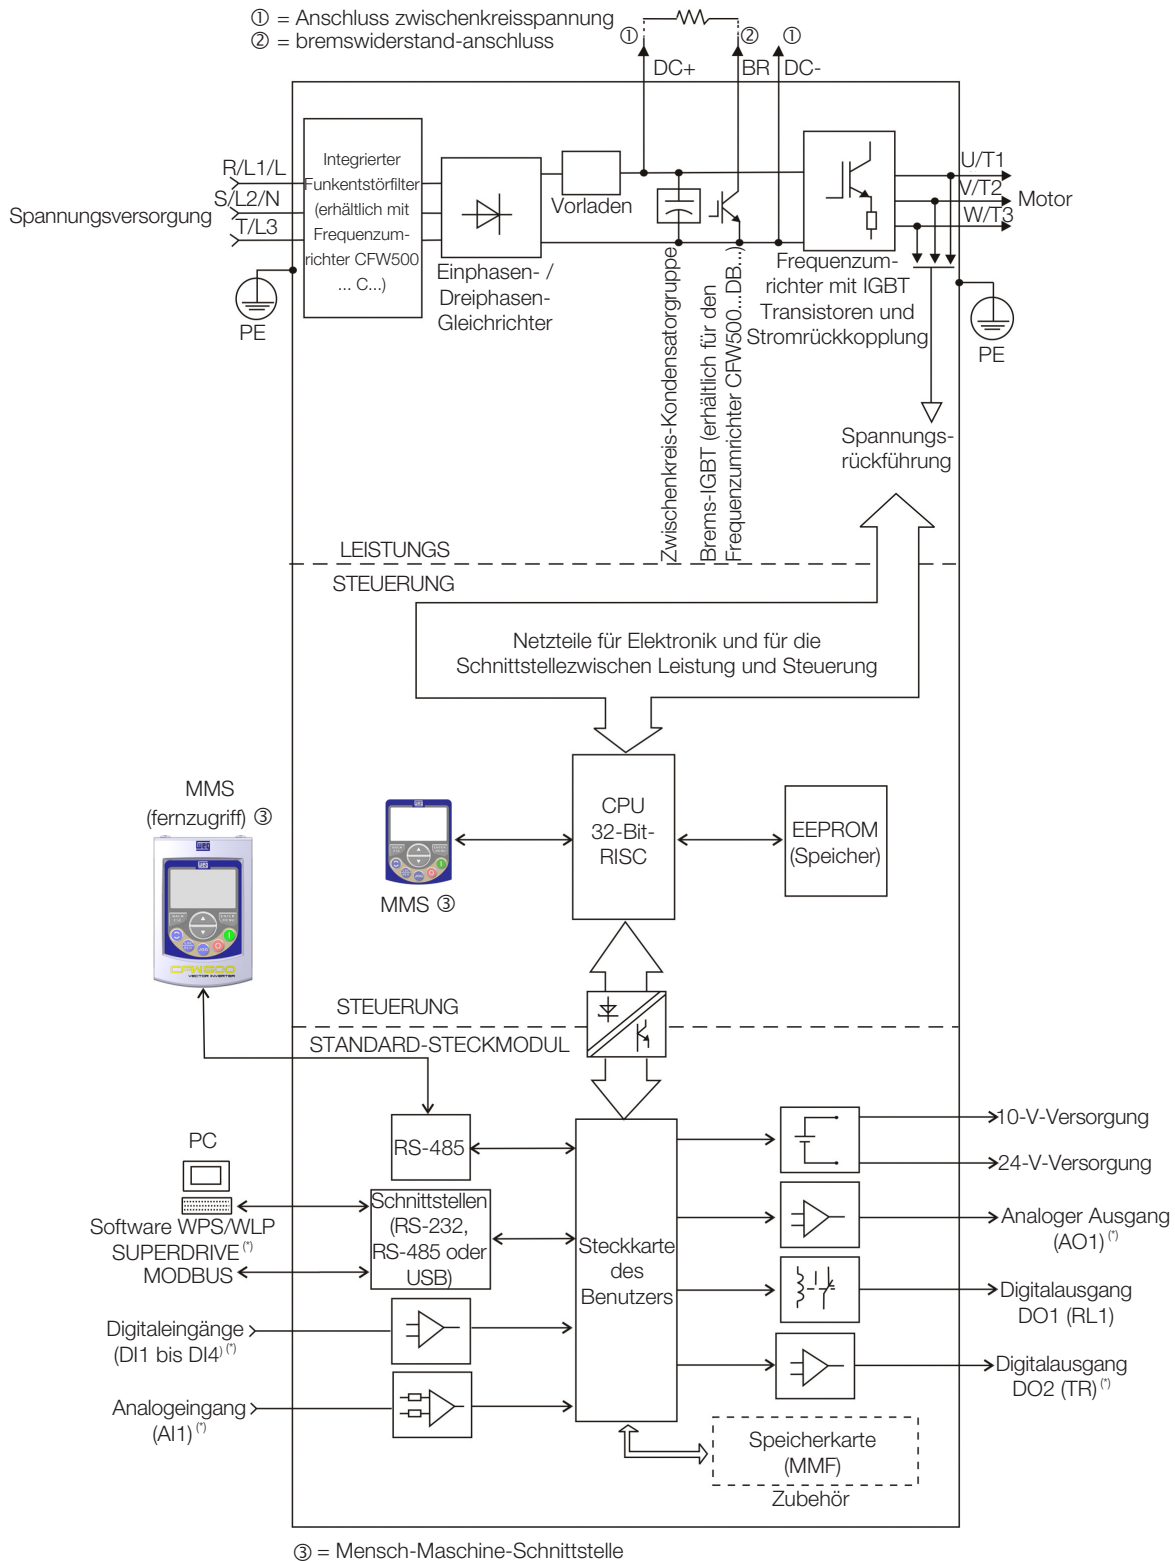 ① = Anschluss zwischenkreisspannung
② = bremswiderstand-anschluss
① ② ①
DC+ BR DC-
R/L1/L
S/L2/N
T/L3
Spannungsversorgung
PE
Integrierter
Funkentstörfilter
(erhältlich mit
Frequenzum-
richter CFW500
... C...)
Einphasen- /
Dreiphasen-
Gleichrichter
Vorladen
Zwischenkreis-Kondensatorgruppe
Brems-IGBT (erhältlich für den
Frequenzumrichter CFW500...DB...)
Frequenzum-
richter mit IGBT
Transistoren und
Stromrückkopplung
U/T1
V/T2
W/T3
Motor
PE
Spannungs-
rückführung
LEISTUNGS
STEUERUNG
Netzteile für Elektronik und für die
Schnittstellezwischen Leistung und Steuerung
MMS
(fernzugriff) ③
MMS ③
CPU
32-Bit-
RISC
EEPROM
(Speicher)
weg
CFW500
VECTOR INVERTER
STEUERUNG
STANDARD-STECKMODUL
RS-485
PC
Software WPS/WLP
SUPERDRIVE (*)
MODBUS
Schnittstellen
(RS-232,
RS-485 oder
USB)
Digitaleingänge
(DI1 bis DI4) (*)
Analogeingang
(AI1) (*)
Steckkarte
des
Benutzers
10-V-Versorgung
24-V-Versorgung
Analoger Ausgang
(AO1) (*)
Digitalausgang
DO1 (RL1)
Digitalausgang
DO2 (TR) (*)
Speicherkarte
(MMF)
Zubehör
③ = Mensch-Maschine-Schnittstelle